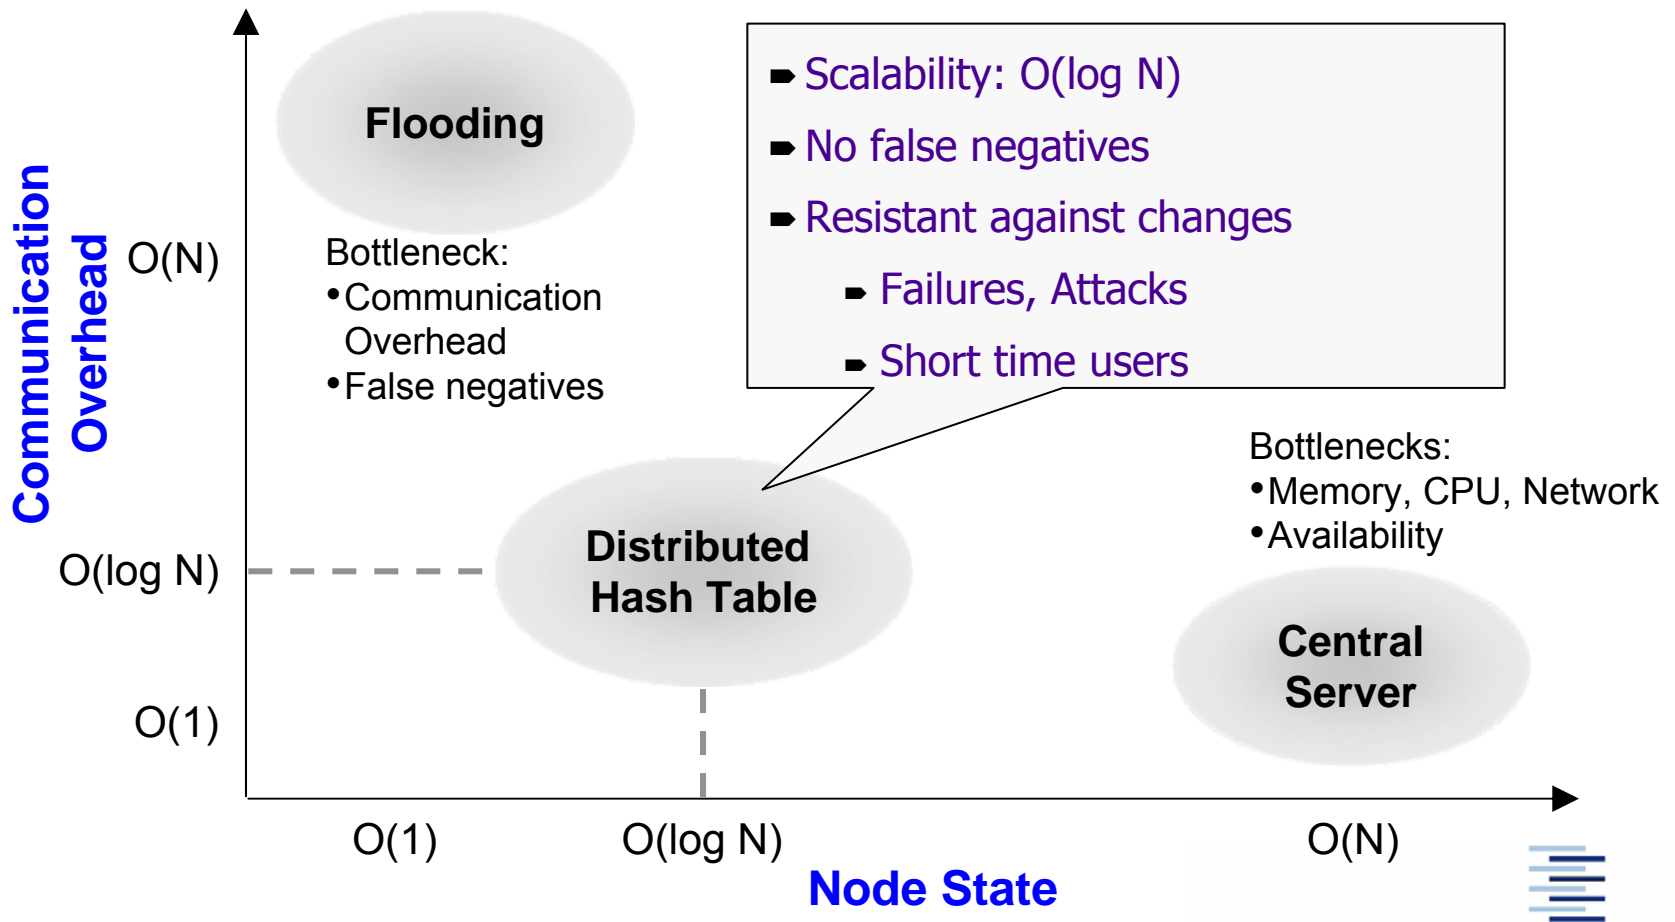 Flooding
➨ Scalability: O(log N)
➨ No false negatives
➨ Resistant against changes
➨ Failures, Attacks
➨ Short time users
Communication
Overhead
O(N)
Bottleneck:
•Communication
Overhead
•False negatives
Bottlenecks:
•Memory, CPU, Network
•Availability
O(log N)
Distributed
Hash Table
Central
Server
O(1)
O(1)
O(log N)
O(N)
Node State